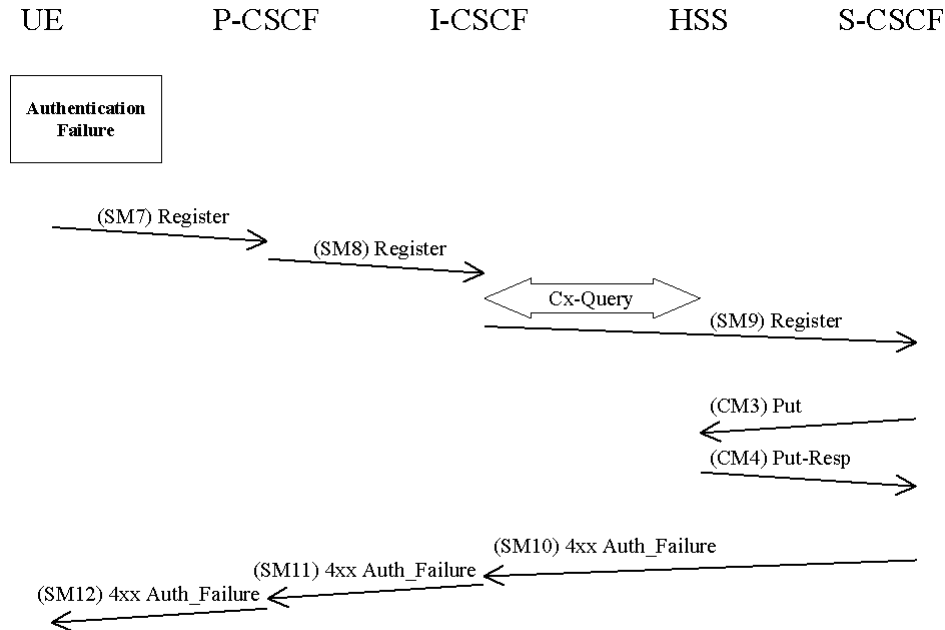 UE P-CSCF I-CSCF HSS S-CSCF
Authentication
Failure
(SM7) Register
(SM8) Register
Cx-Query
(SM9) Register
(CM3) Put
(CM4) Put-Resp
(SM10) 4xx Auth_Failure
(SM11) 4xx Auth_Failure
(SM12) 4xx Auth_Failure